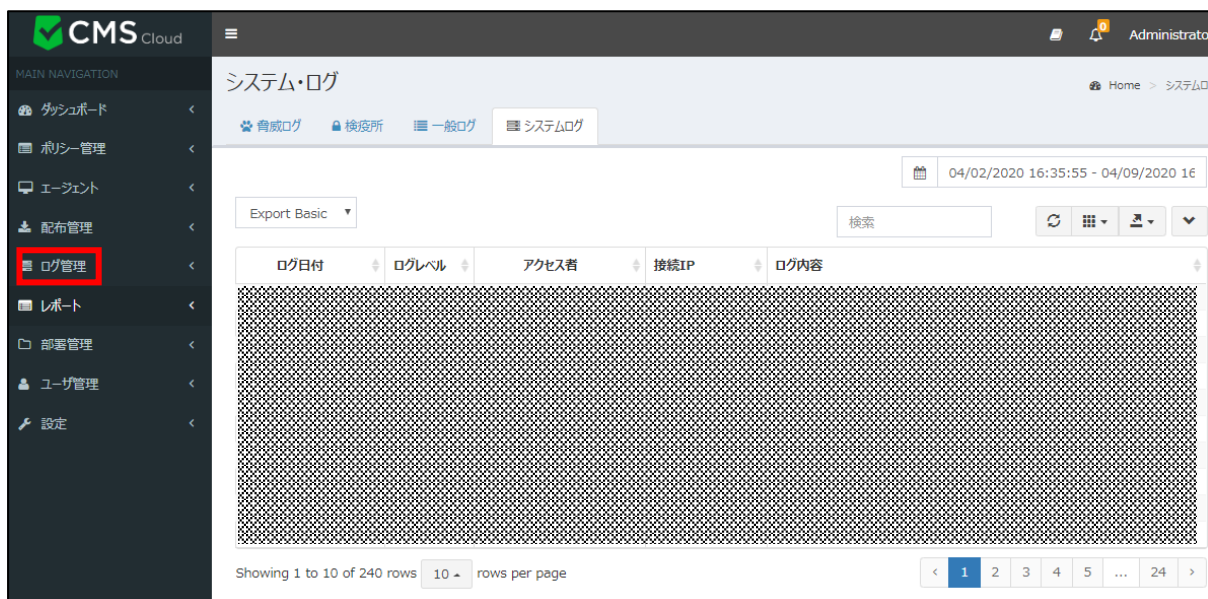 CMS Cloud
0
Administrato
MAIN NAVIGATION
システム・ログ
Home > システムロ
ダッシュボード
脅威ログ
検疫所
一般ログ
システムログ
ポリシー管理
04/02/2020 16:35:55 - 04/09/2020 16
エージェント
Export Basic
検索
配布管理
ログ管理
ログ日付
ログレベル
アクセス者
接続IP
ログ内容
レポート
部署管理
ユーザ管理
設定
Showing 1 to 10 of 240 rows 10 rows per page
< 1 2 3 4 5 ... 24 >